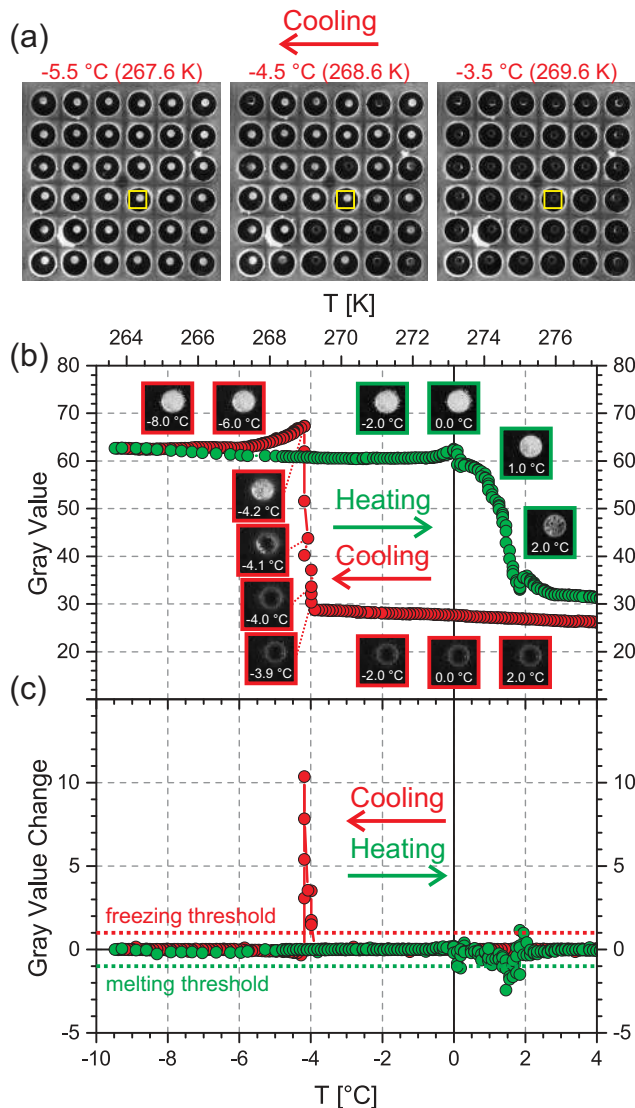 (a)
Cooling
-5.5 °C (267.6 K)
-4.5 °C (268.6 K)
-3.5 °C (269.6 K)
T [K]
264 266 268 270 272 274 276
(b)
80
70
60
50
40
30
20
Gray Value
80
70
60
50
40
30
20
-8.0 °C
-6.0 °C
-2.0 °C
0.0 °C
1.0 °C
-4.2 °C
Heating
2.0 °C
-4.1 °C
Cooling
-4.0 °C
-3.9 °C
-2.0 °C
0.0 °C
2.0 °C
(c)
10
5
0
-5
Gray Value Change
10
5
0
-5
Cooling
Heating
freezing threshold
melting threshold
-10 -8 -6 -4 -2 0 2 4
T [°C]